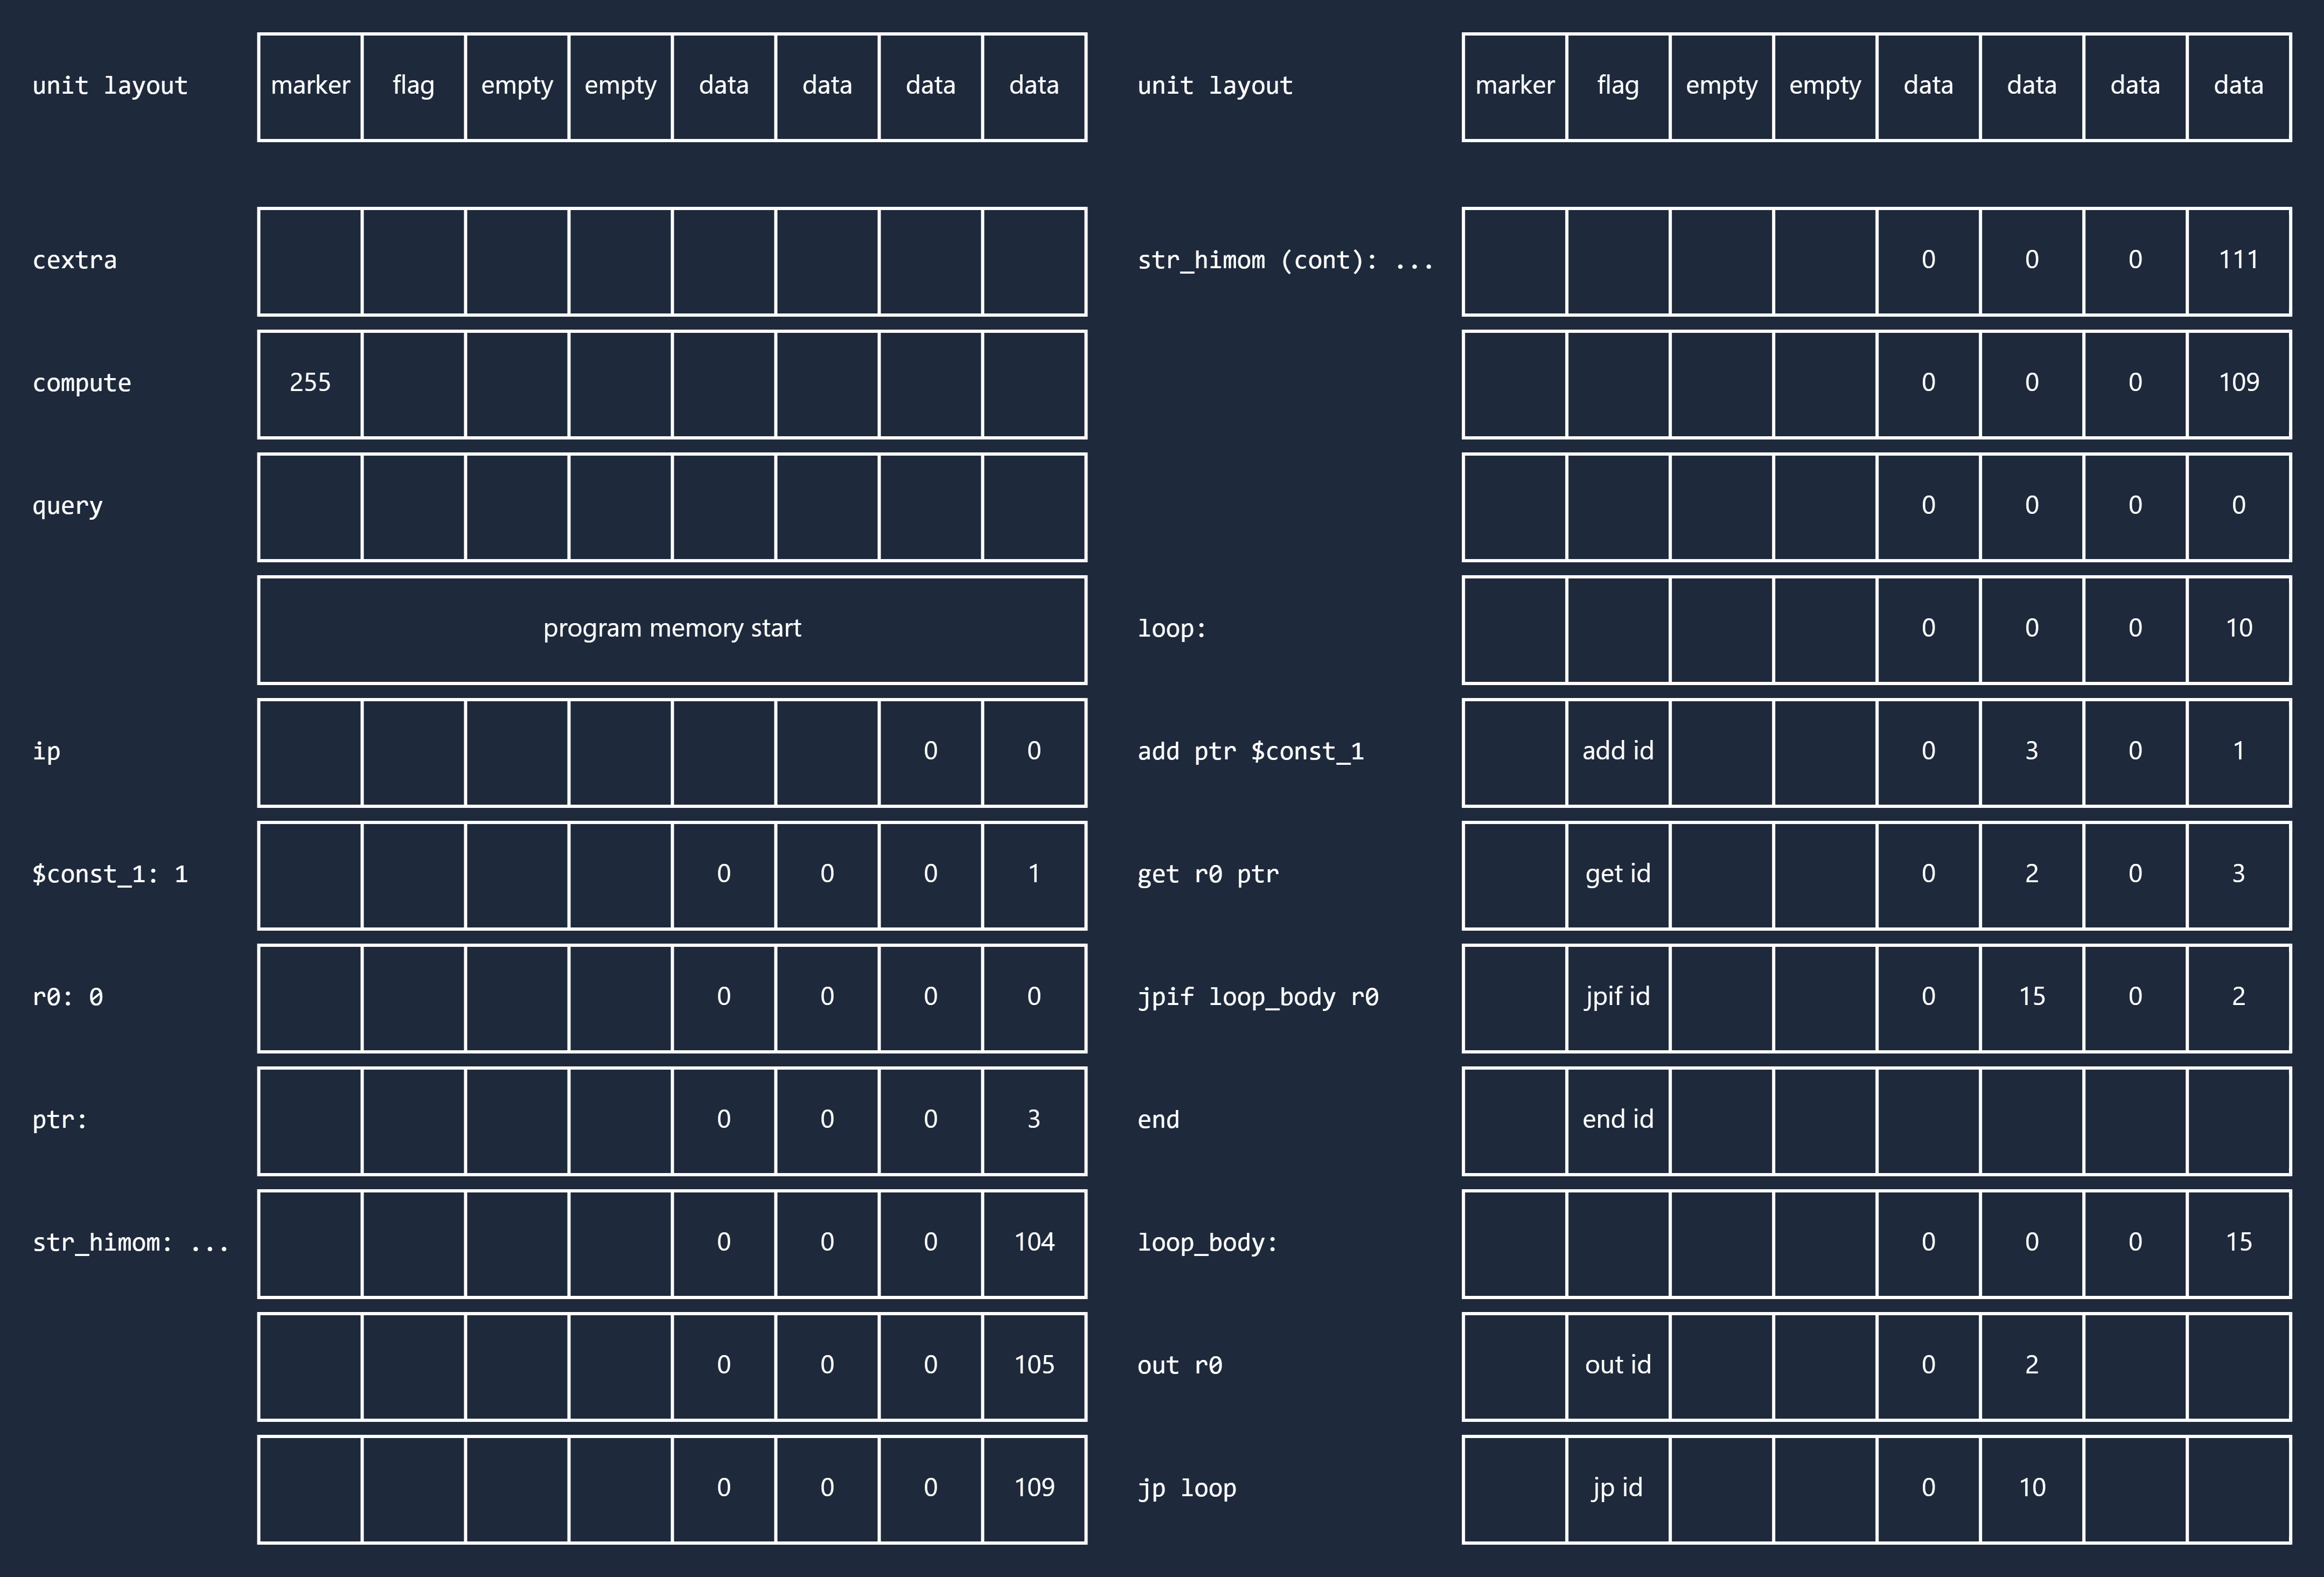 unit layout marker flag empty empty data data data data
cextra
compute 255
query
program memory start
ip 0 0
$const_1: 1 0 0 0 1
r0: 0 0 0 0 0
ptr: 0 0 0 3
str_himom: ... 0 0 0 104
0 0 0 105
0 0 0 109
unit layout marker flag empty empty data data data data
str_himom (cont): ... 0 0 0 111
0 0 0 109
0 0 0 0
loop: 0 0 0 10
add ptr $const_1 add id 0 3 0 1
get r0 ptr get id 0 2 0 3
jpif loop_body r0 jpif id 0 15 0 2
end end id
loop_body: 0 0 0 15
out r0 out id 0 2
jp loop jp id 0 10